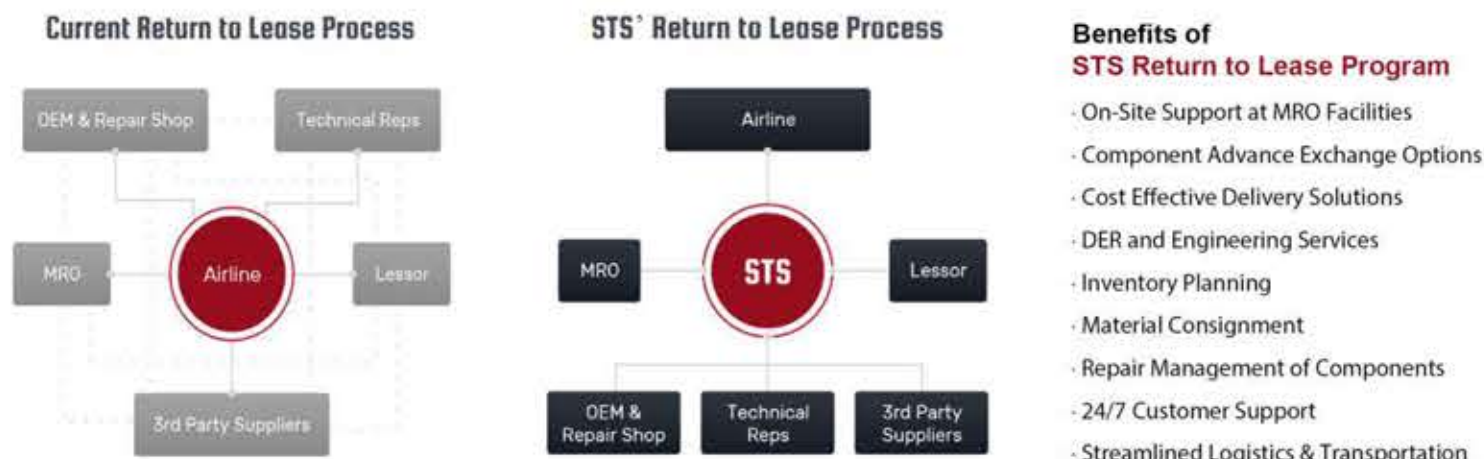 Current Return to Lease Process
OEM & Repair Shop
Technical Reps
MRO
Airline
Lessor
3rd Party Suppliers
STS' Return to Lease Process
Airline
MRO
STS
Lessor
OEM &
Repair Shop
Technical
Reps
3rd Party
Suppliers
Benefits of
STS Return to Lease Program
· On-Site Support at MRO Facilities
· Component Advance Exchange Options
· Cost Effective Delivery Solutions
· DER and Engineering Services
· Inventory Planning
· Material Consignment
· Repair Management of Components
· 24/7 Customer Support
· Streamlined Logistics & Transportation